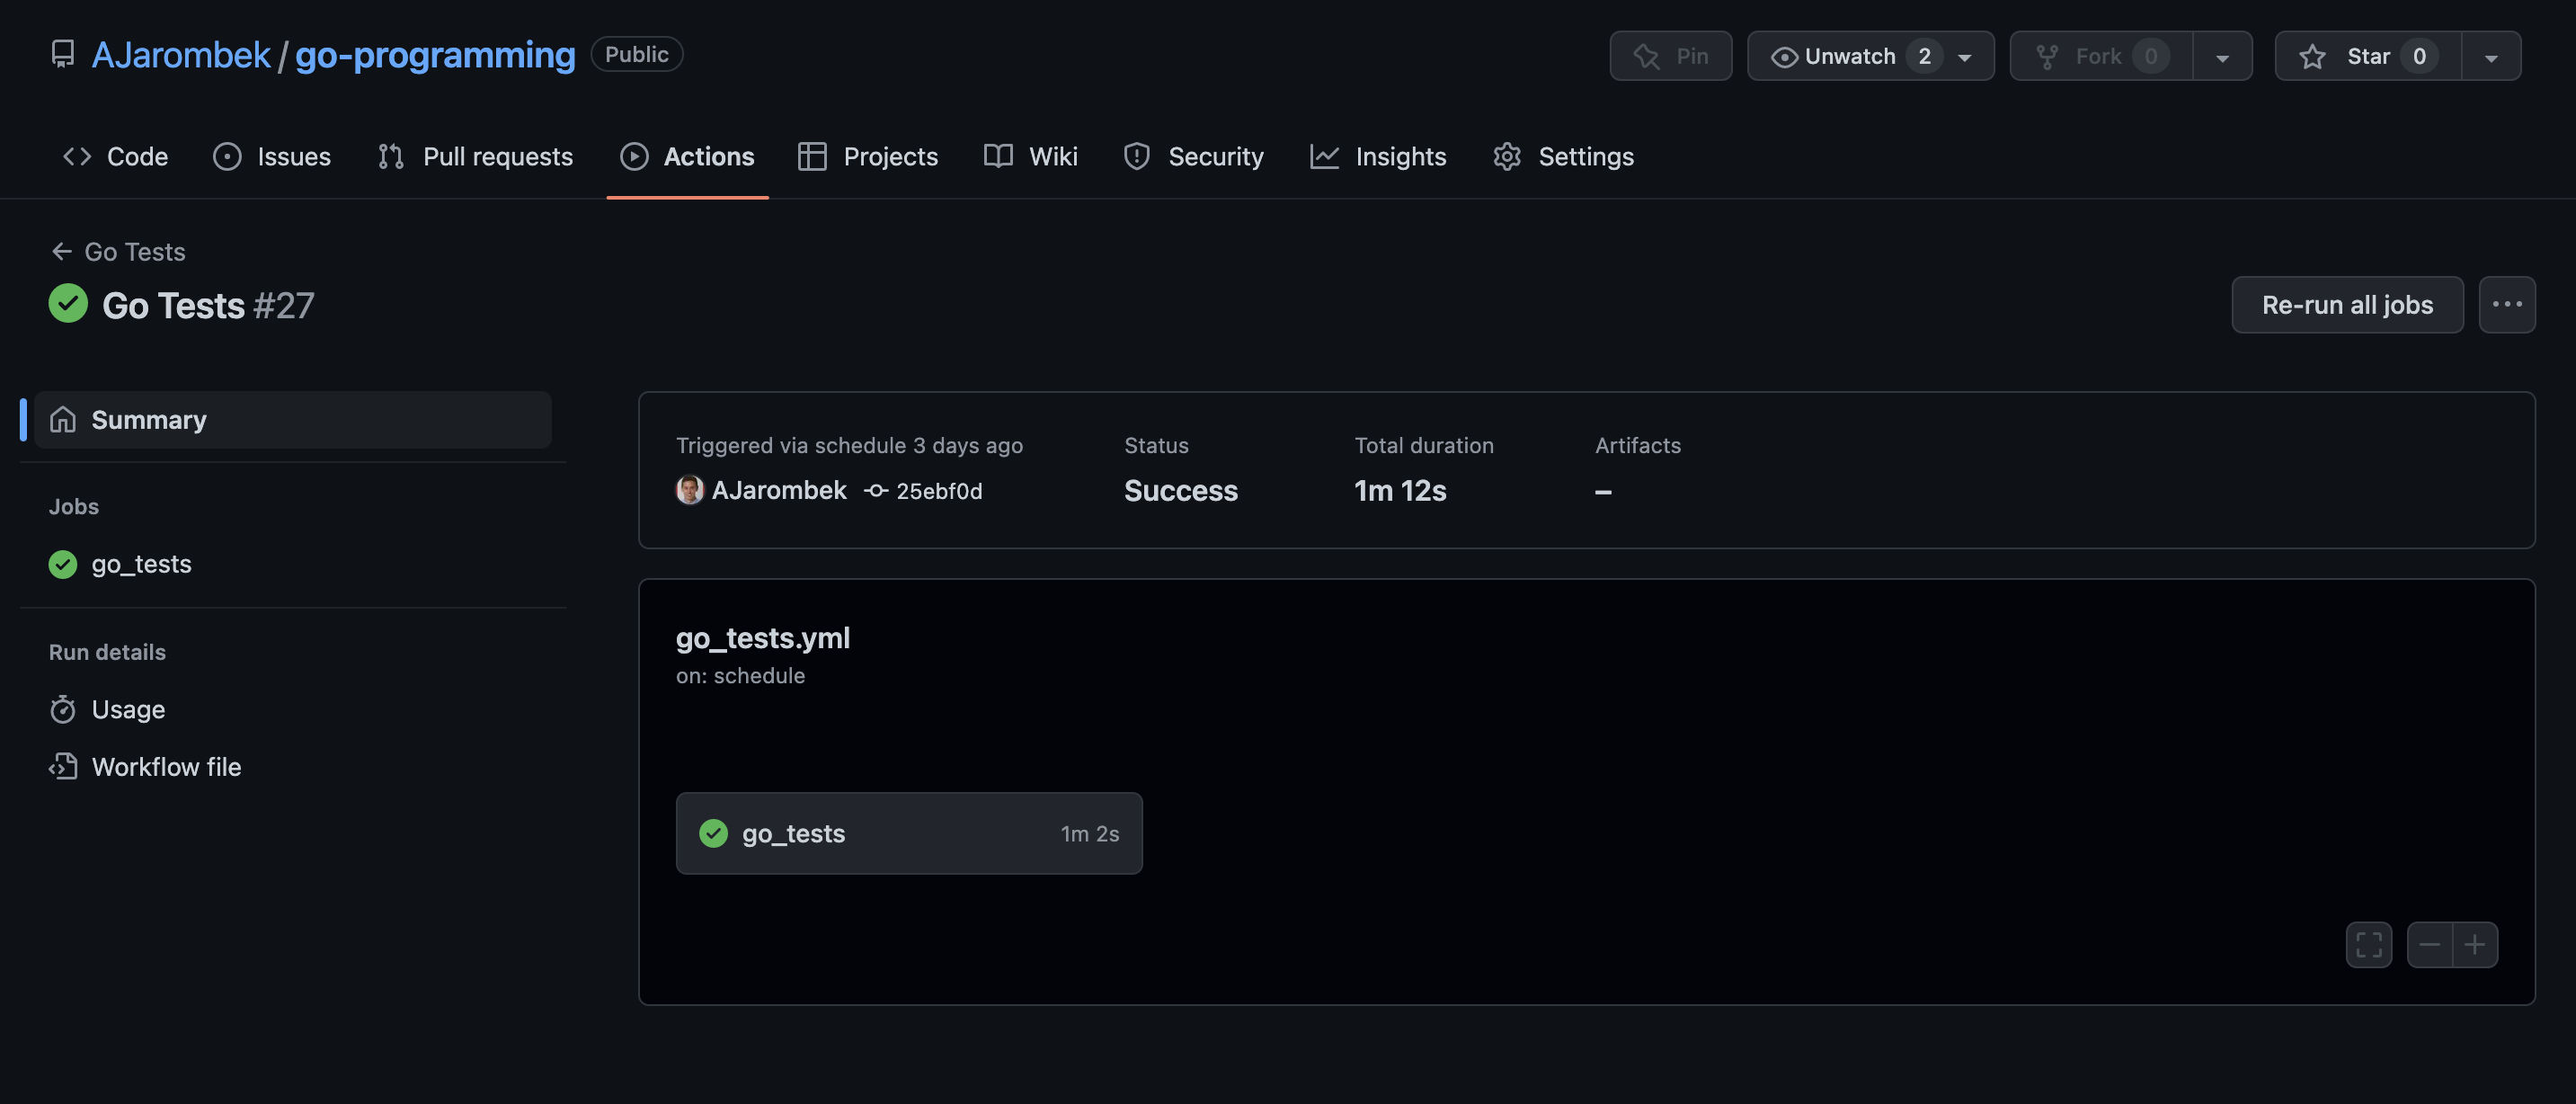 AJarombek / go-programming Public
Pin
Unwatch 2
Fork 0
Star 0
Code Issues Pull requests Actions Projects Wiki Security Insights Settings
Go Tests
Go Tests #27
Re-run all jobs
Summary
Jobs
go_tests
Run details
Usage
Workflow file
Triggered via schedule 3 days ago
AJarombek 25ebf0d
Status
Success
Total duration
1m 12s
Artifacts
–
go_tests.yml
on: schedule
go_tests 1m 2s